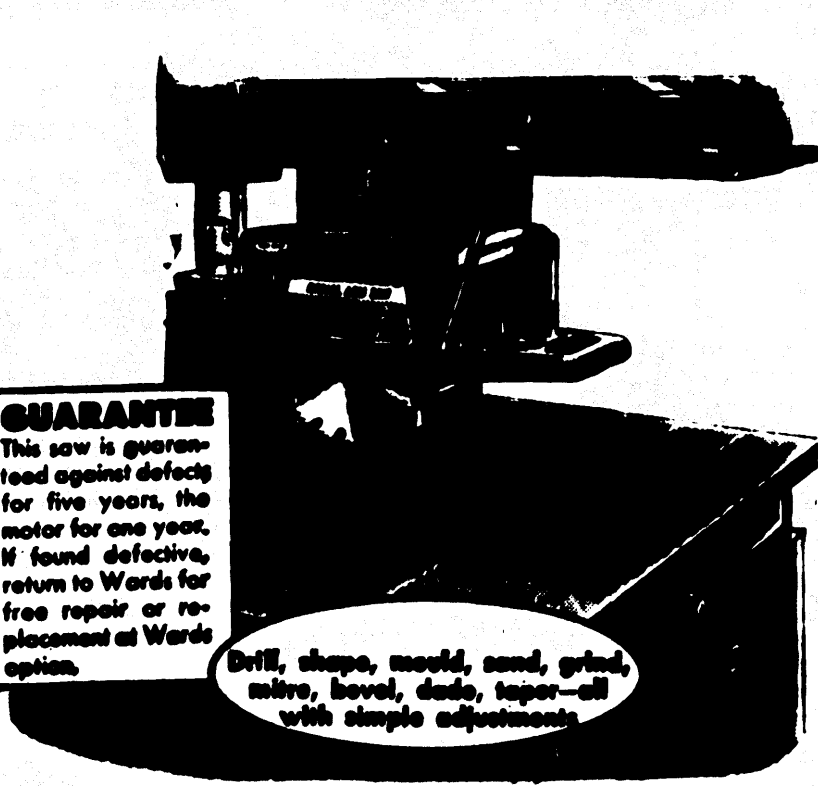 GUARANTEE
This saw is guaran-
teed against defects
for five years, the
motor for one year.
If found defective,
return to Wards for
free repair or re-
placement at Wards
option.
Drill, shape, mould, sand, grind,
mitre, bevel, dado, taper—all
with simple adjustments